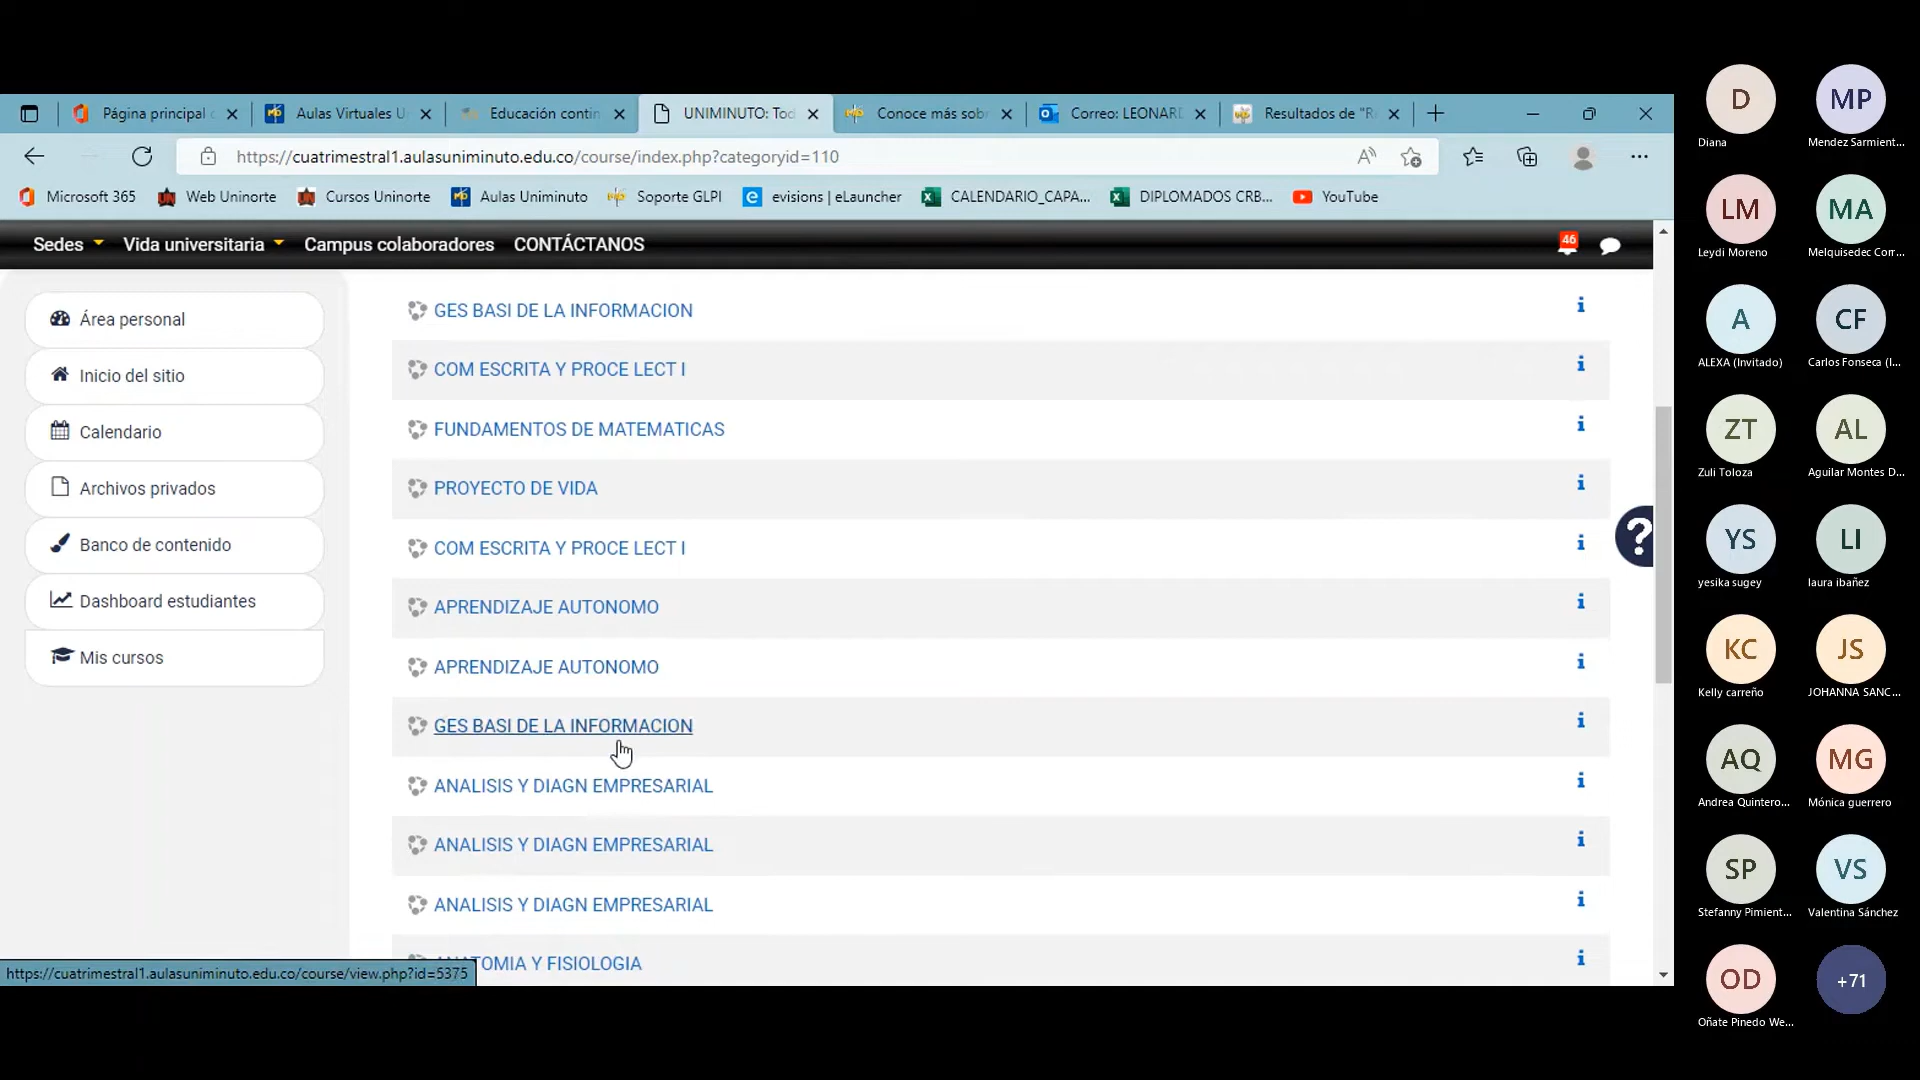 Página principal
Aulas Virtuales U
Educación contin
UNIMINUTO: Tod
Conoce más sob
Correo: LEONARD
Resultados de "R
https://cuatrimestral1.aulasuniminuto.edu.co/course/index.php?categoryid=110
Microsoft 365
Web Uninorte
Cursos Uninorte
Aulas Uniminuto
Soporte GLPI
evisions | eLauncher
CALENDARIO_CAPA...
DIPLOMADOS CRB...
YouTube
Sedes
Vida universitaria
Campus colaboradores
CONTÁCTANOS
46
Área personal
Inicio del sitio
Calendario
Archivos privados
Banco de contenido
Dashboard estudiantes
Mis cursos
GES BASI DE LA INFORMACION
COM ESCRITA Y PROCE LECT I
FUNDAMENTOS DE MATEMATICAS
PROYECTO DE VIDA
COM ESCRITA Y PROCE LECT I
APRENDIZAJE AUTONOMO
APRENDIZAJE AUTONOMO
GES BASI DE LA INFORMACION
ANALISIS Y DIAGN EMPRESARIAL
ANALISIS Y DIAGN EMPRESARIAL
ANALISIS Y DIAGN EMPRESARIAL
ATOMIA Y FISIOLOGIA
?
https://cuatrimestral1.aulasuniminuto.edu.co/course/view.php?id=5375
D
MP
Diana
Mendez Sarmient...
LM
MA
Leydi Moreno
Melquisedec Corr...
A
CF
ALEXA (Invitado)
Carlos Fonseca (I...
ZT
AL
Zuli Toloza
Aguilar Montes D...
YS
LI
yesika sugey
laura ibañez
KC
JS
Kelly carreño
JOHANNA SANC...
AQ
MG
Andrea Quintero...
Mónica guerrero
SP
VS
Stefanny Pimient...
Valentina Sánchez
OD
+71
Oñate Pinedo We...